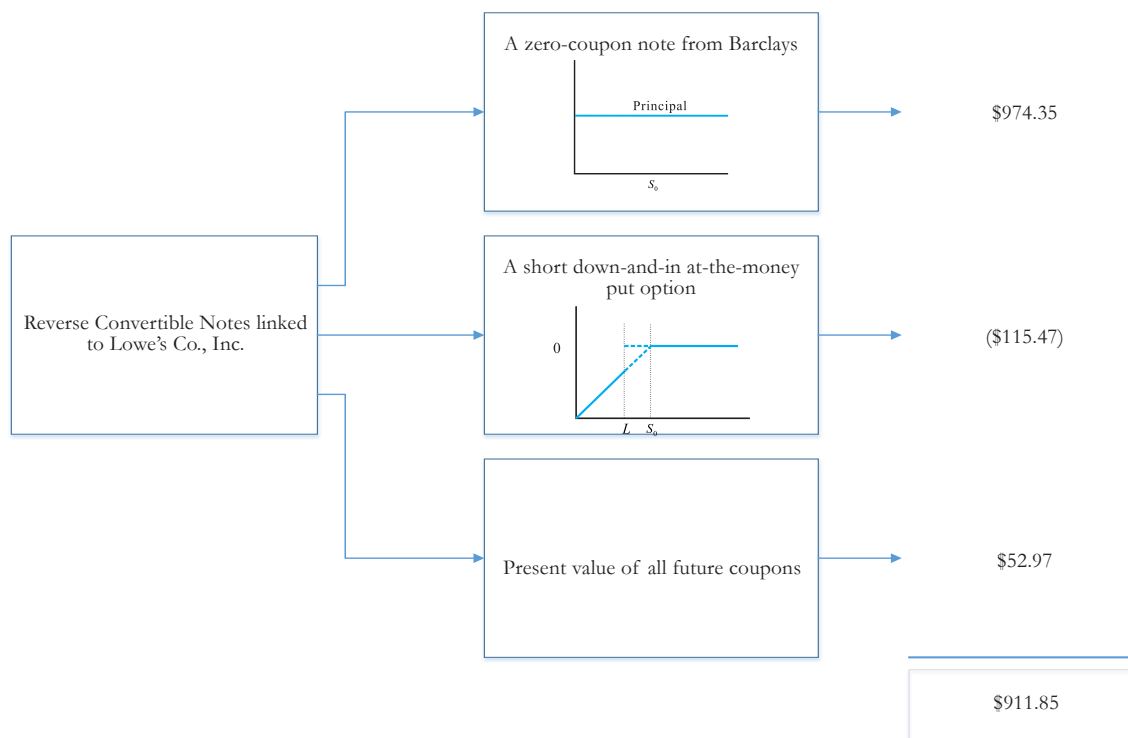 A zero-coupon note from Barclays
Principal
S₀
$974.35
Reverse Convertible Notes linked
to Lowe's Co., Inc.
A short down-and-in at-the-money
put option
0
L S₀
($115.47)
Present value of all future coupons
$52.97
$911.85